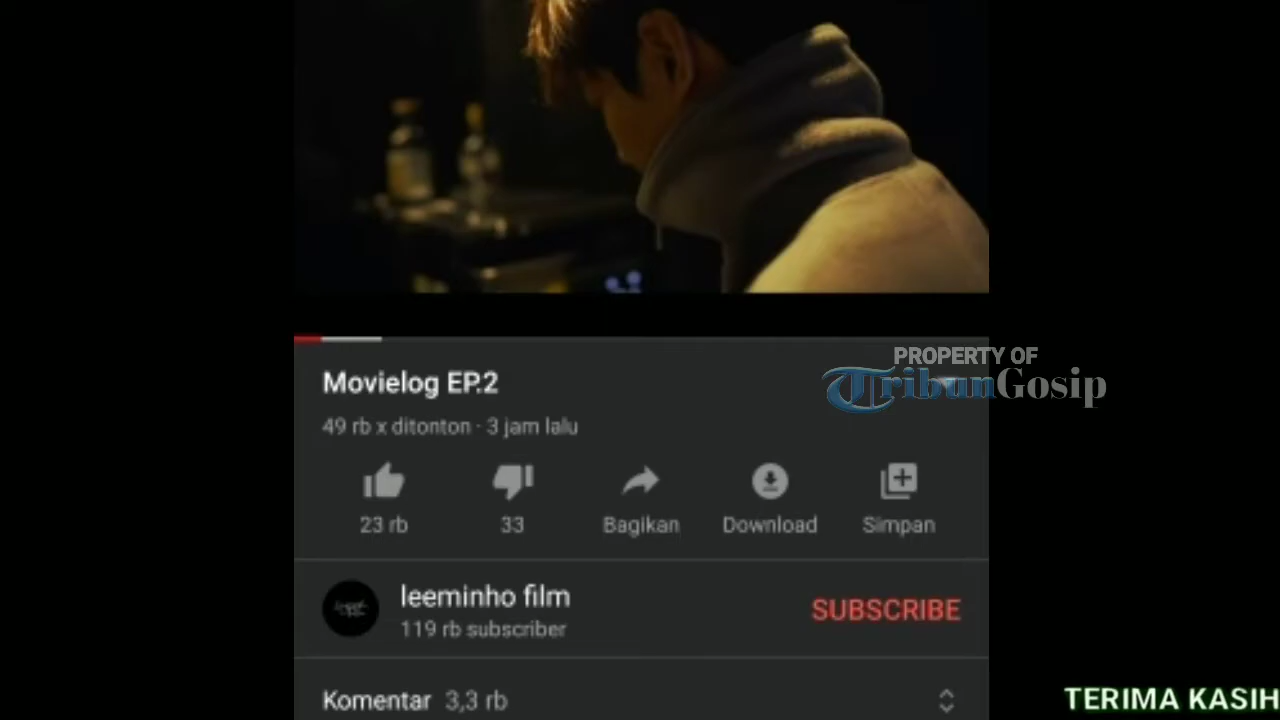 PROPERTY OF
TribunGosip
Movielog EP.2
49 rb x ditonton · 3 jam lalu
23 rb
33
Bagikan
Download
Simpan
leeminho film
119 rb subscriber
SUBSCRIBE
Komentar 3,3 rb
TERIMA KASIH